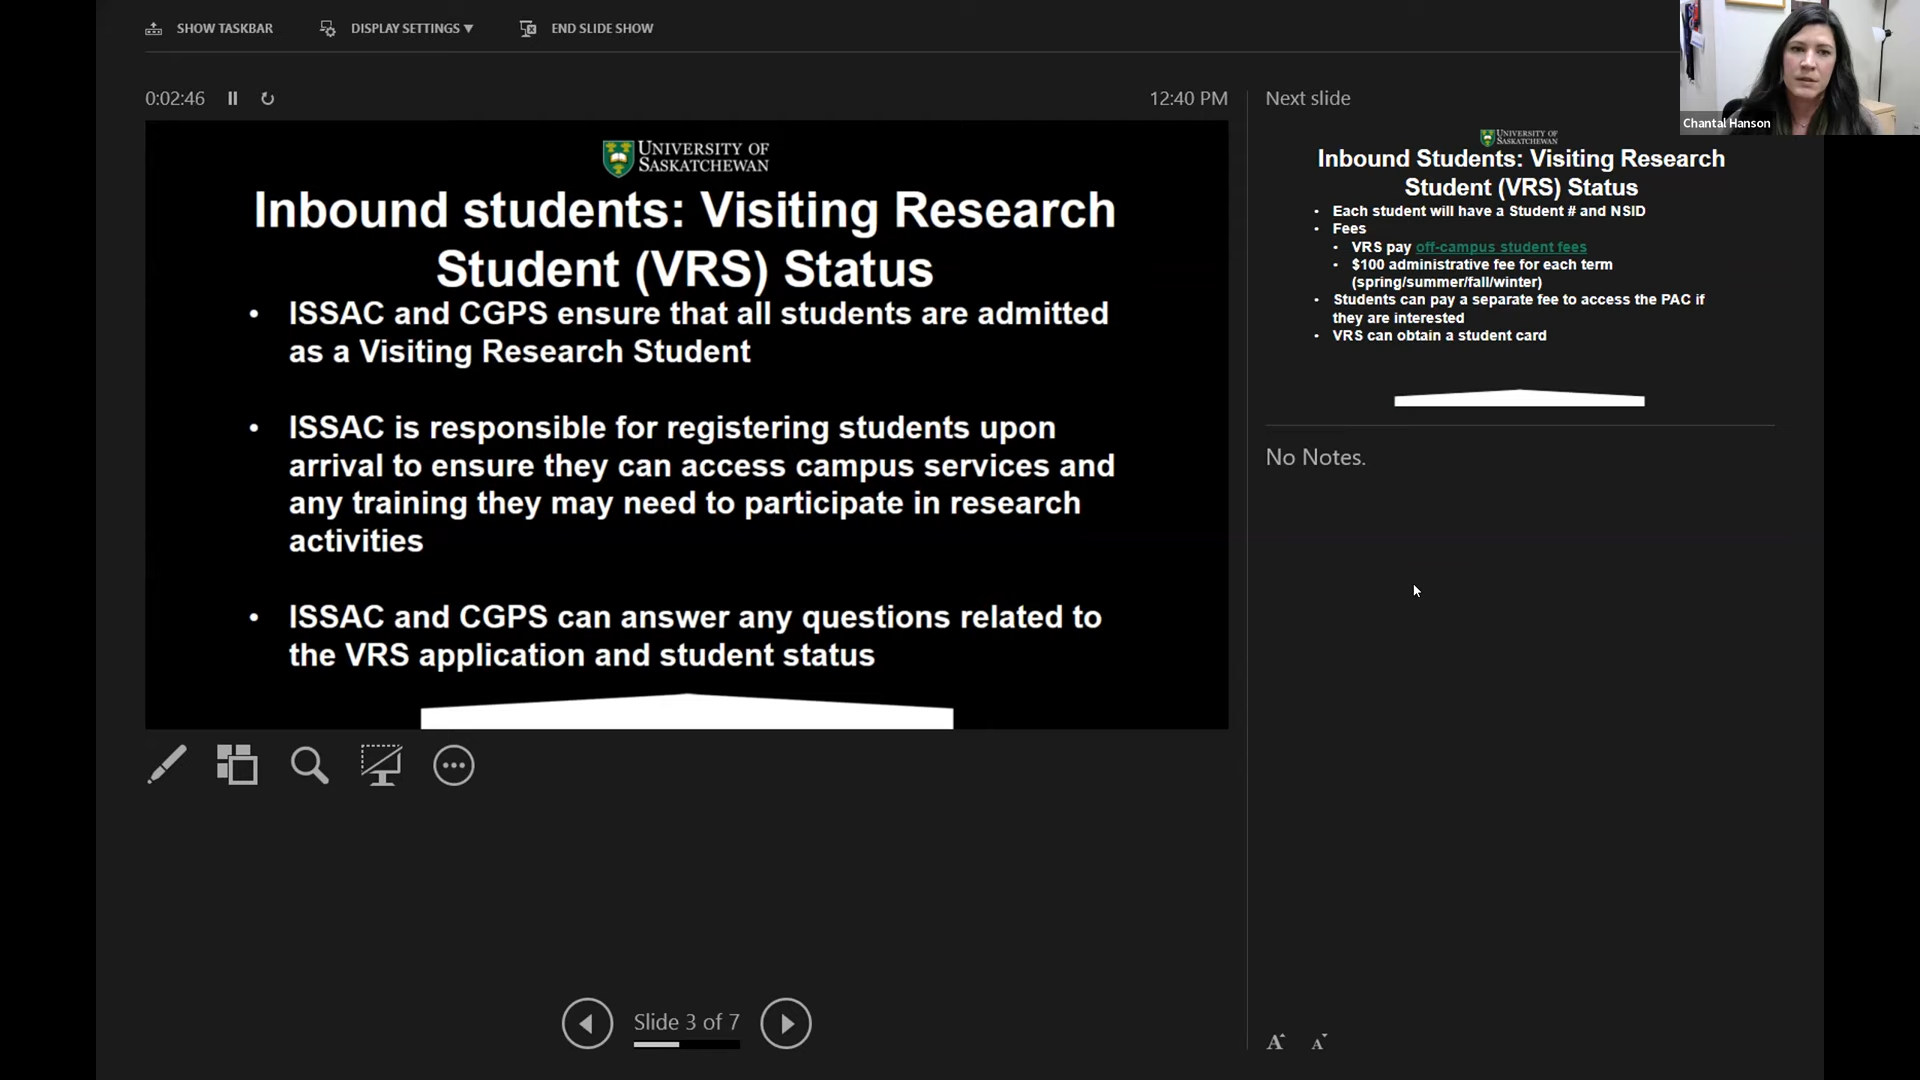 SHOW TASKBAR
DISPLAY SETTINGS ▼
END SLIDE SHOW
0:02:46
12:40 PM
UNIVERSITY OF
SASKATCHEWAN
Inbound students: Visiting Research
Student (VRS) Status
• ISSAC and CGPS ensure that all students are admitted
as a Visiting Research Student
• ISSAC is responsible for registering students upon
arrival to ensure they can access campus services and
any training they may need to participate in research
activities
• ISSAC and CGPS can answer any questions related to
the VRS application and student status
Slide 3 of 7
Next slide
UNIVERSITY OF
SASKATCHEWAN
Inbound Students: Visiting Research
Student (VRS) Status
• Each student will have a Student # and NSID
• Fees
• VRS pay off-campus student fees
• $100 administrative fee for each term
(spring/summer/fall/winter)
• Students can pay a separate fee to access the PAC if
they are interested
• VRS can obtain a student card
No Notes.
A A
Chantal Hanson